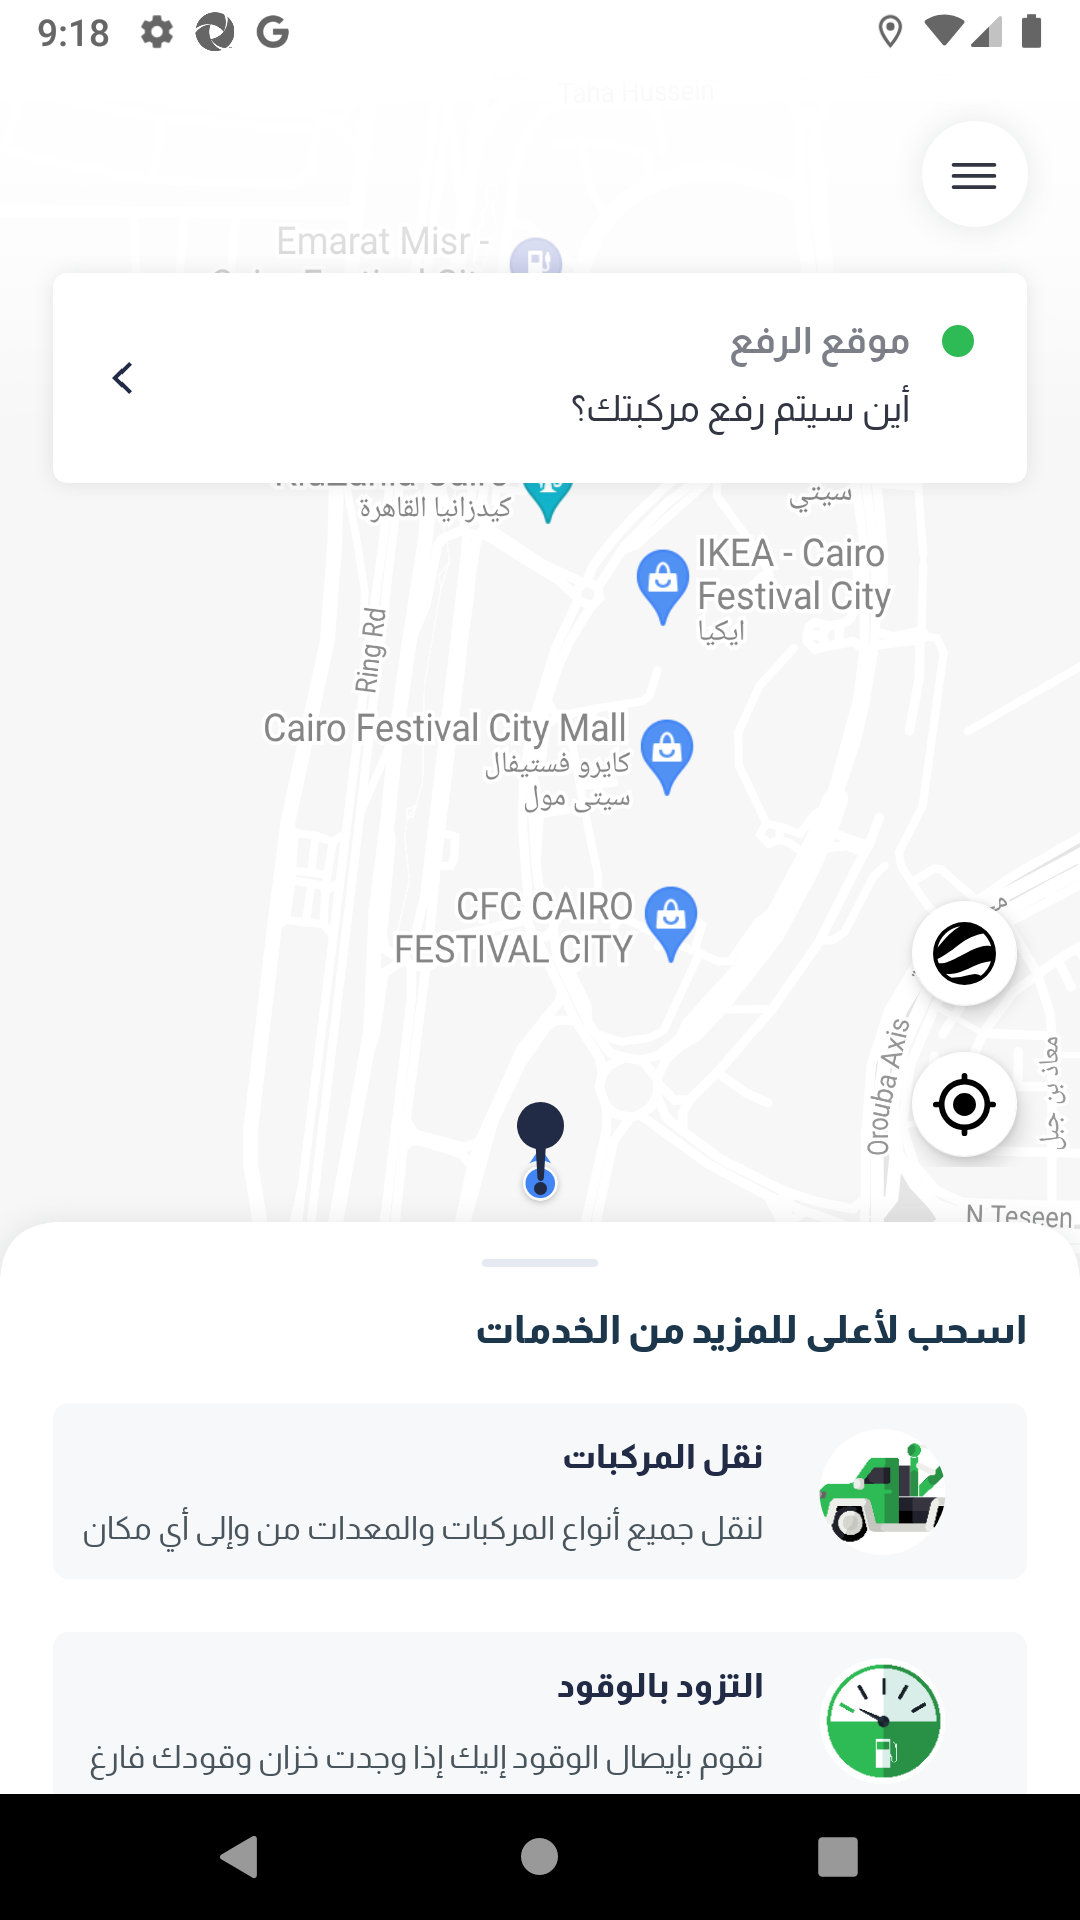 9:18
Taha Hussein
Emarat Misr -
موقع الرفع
أين سيتم رفع مركبتك؟
كيدزانيا القاهرة
سيتي
IKEA - Cairo
Festival City
ايكيا
Ring Rd
Cairo Festival City Mall
كايرو فستيفال
سيتى مول
CFC CAIRO
FESTIVAL CITY
Orouba Axis
معاذ بن جبل
N Teseen
اسحب لأعلى للمزيد من الخدمات
نقل المركبات
لنقل جميع أنواع المركبات والمعدات من وإلى أي مكان
التزود بالوقود
نقوم بإيصال الوقود إليك إذا وجدت خزان وقودك فارغ